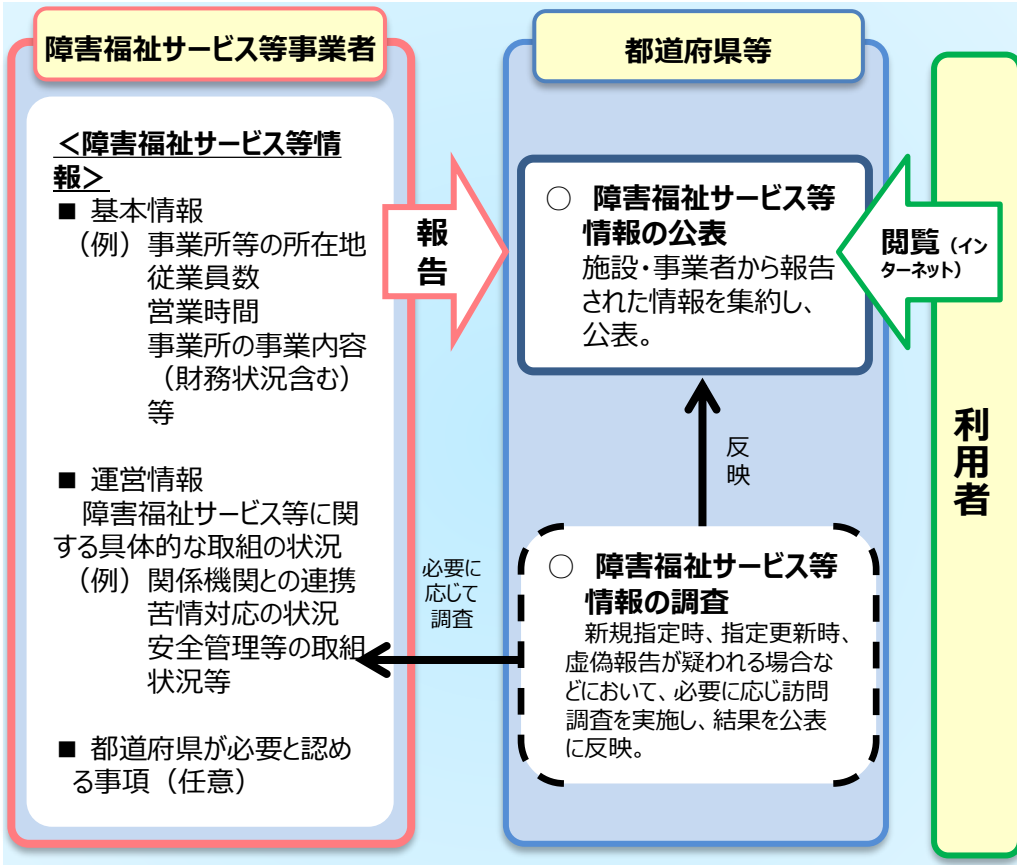 障害福祉サービス等事業者
<障害福祉サービス等情
報>
■ 基本情報
(例)事業所等の所在地
従業員数
営業時間
事業所の事業内容
(財務状況含む)
等
■ 運営情報
障害福祉サービス等に関
する具体的な取組の状況
(例)関係機関との連携
苦情対応の状況
安全管理等の取組
状況等
■ 都道府県が必要と認め
る事項(任意)
報
告
必要に
応じて
調査
都道府県等
○ 障害福祉サービス等
情報の公表
施設・事業者から報告
された情報を集約し、
公表。
反
映
○ 障害福祉サービス等
情報の調査
新規指定時、指定更新時、
虚偽報告が疑われる場合な
どにおいて、必要に応じ訪問
調査を実施し、結果を公表
に反映。
閲覧(イン
ターネット)
利
用
者